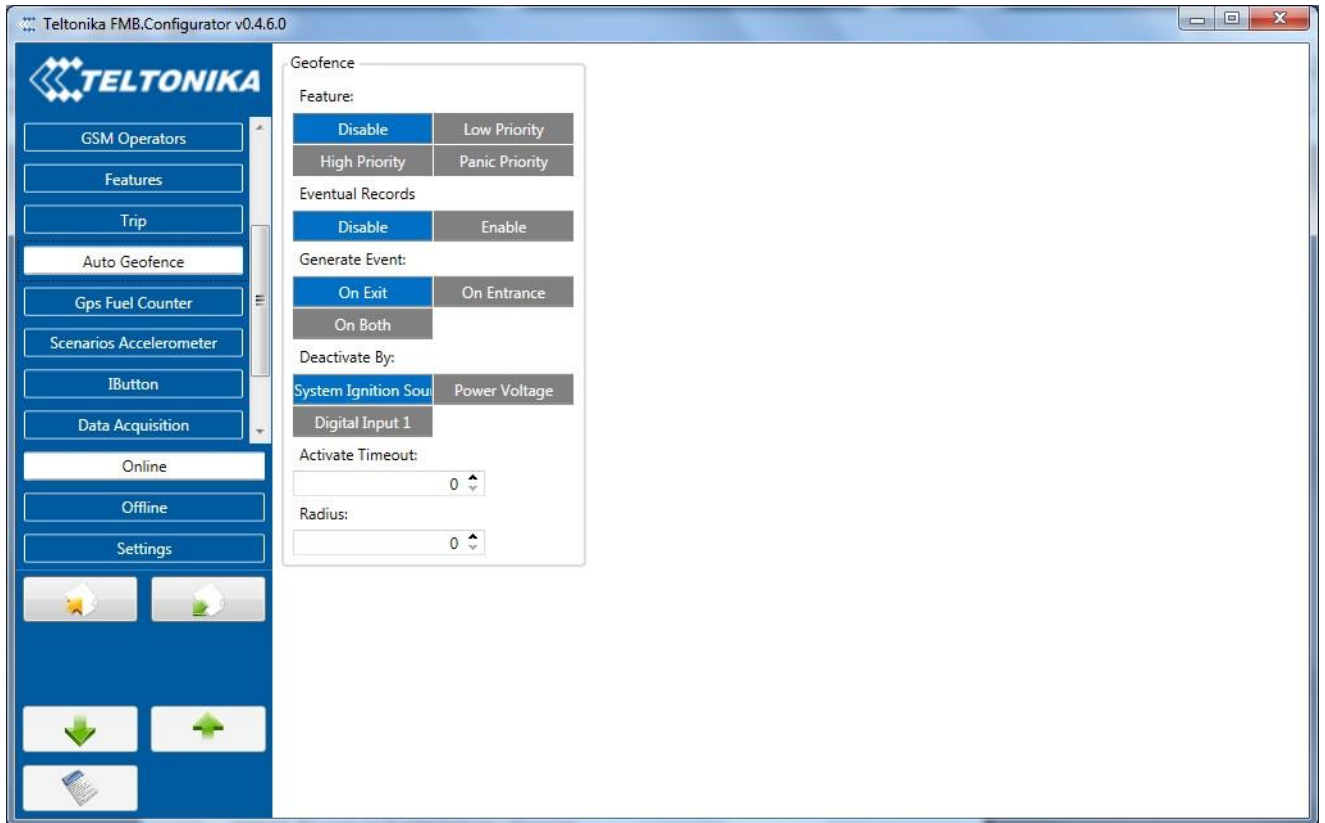 Teltonika FMB.Configurator v0.4.6.0
TELTONIKA
GSM Operators
Features
Trip
Auto Geofence
Gps Fuel Counter
Scenarios Accelerometer
IButton
Data Acquisition
Online
Offline
Settings
Geofence
Feature:
Disable Low Priority
High Priority Panic Priority
Eventual Records
Disable Enable
Generate Event:
On Exit On Entrance
On Both
Deactivate By:
System Ignition Sour Power Voltage
Digital Input 1
Activate Timeout:
0
Radius:
0